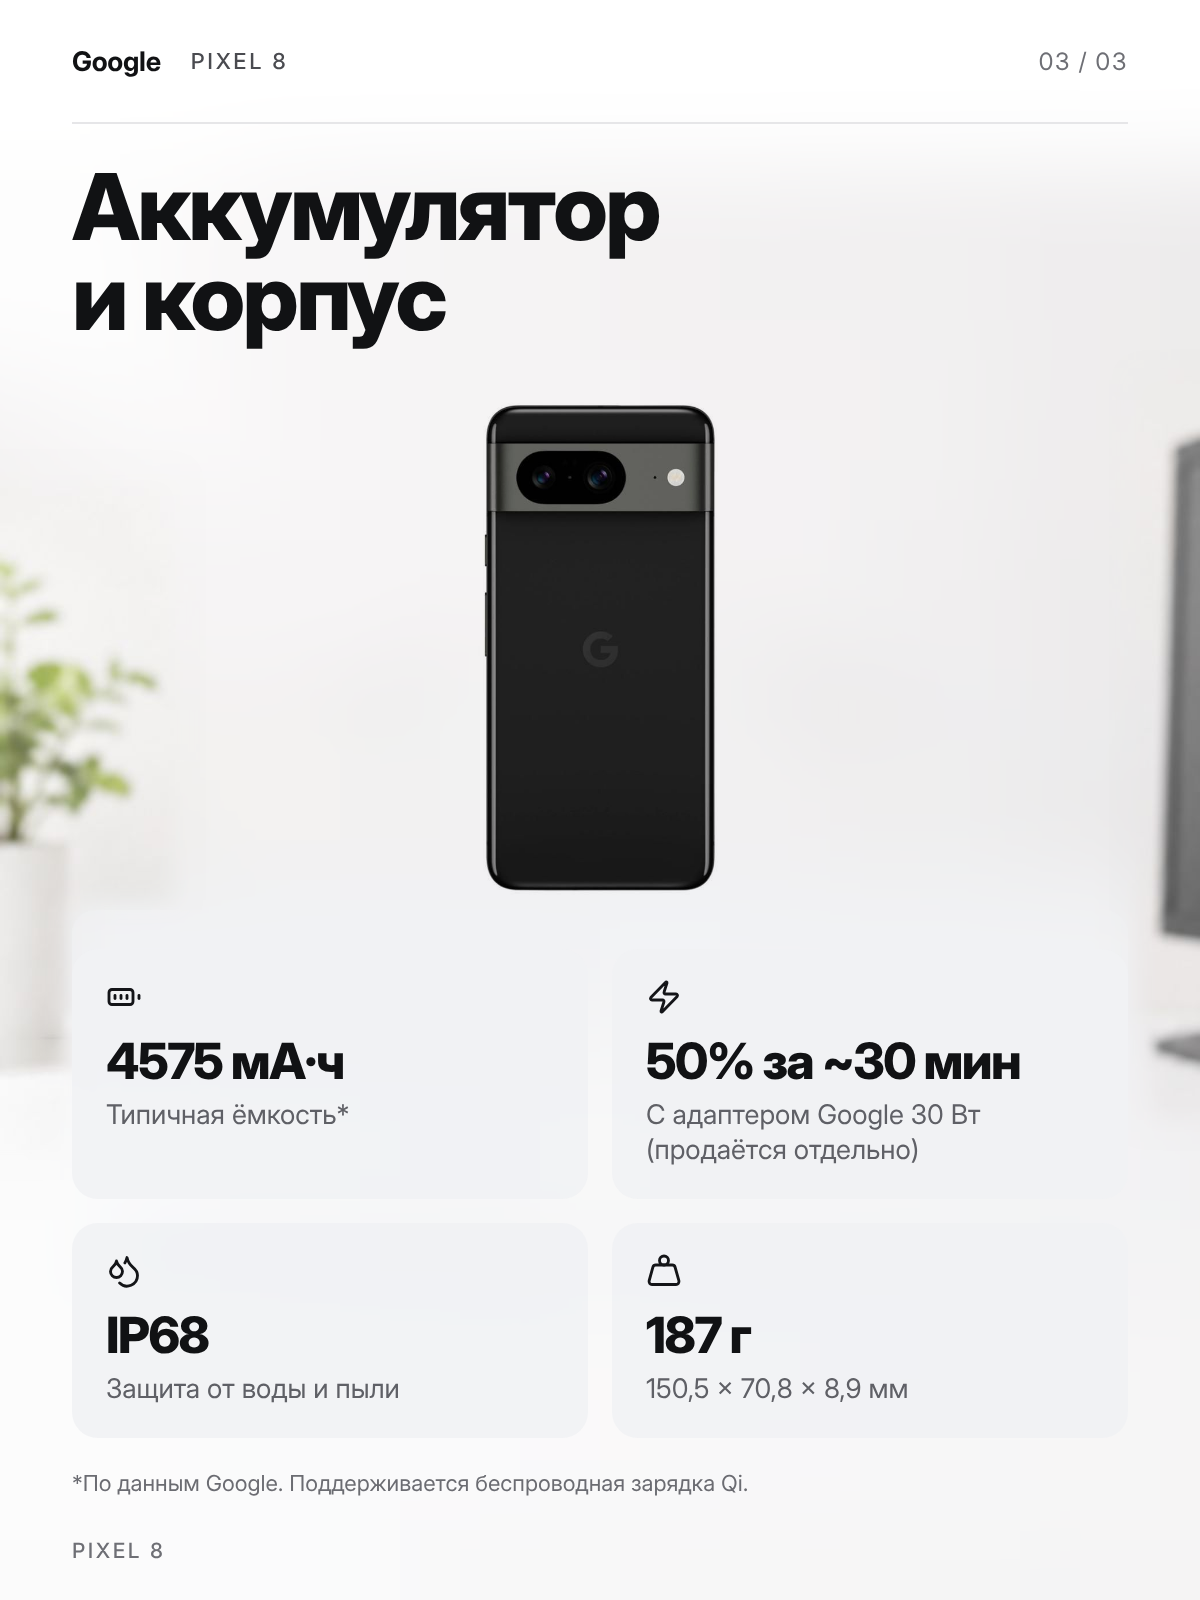 Google PIXEL 8 03 / 03
Аккумулятор
и корпус
G
4575 мА·ч
Типичная ёмкость*
50% за ~30 мин
С адаптером Google 30 Вт
(продаётся отдельно)
IP68
Защита от воды и пыли
187 г
150,5 × 70,8 × 8,9 мм
*По данным Google. Поддерживается беспроводная зарядка Qi.
PIXEL 8